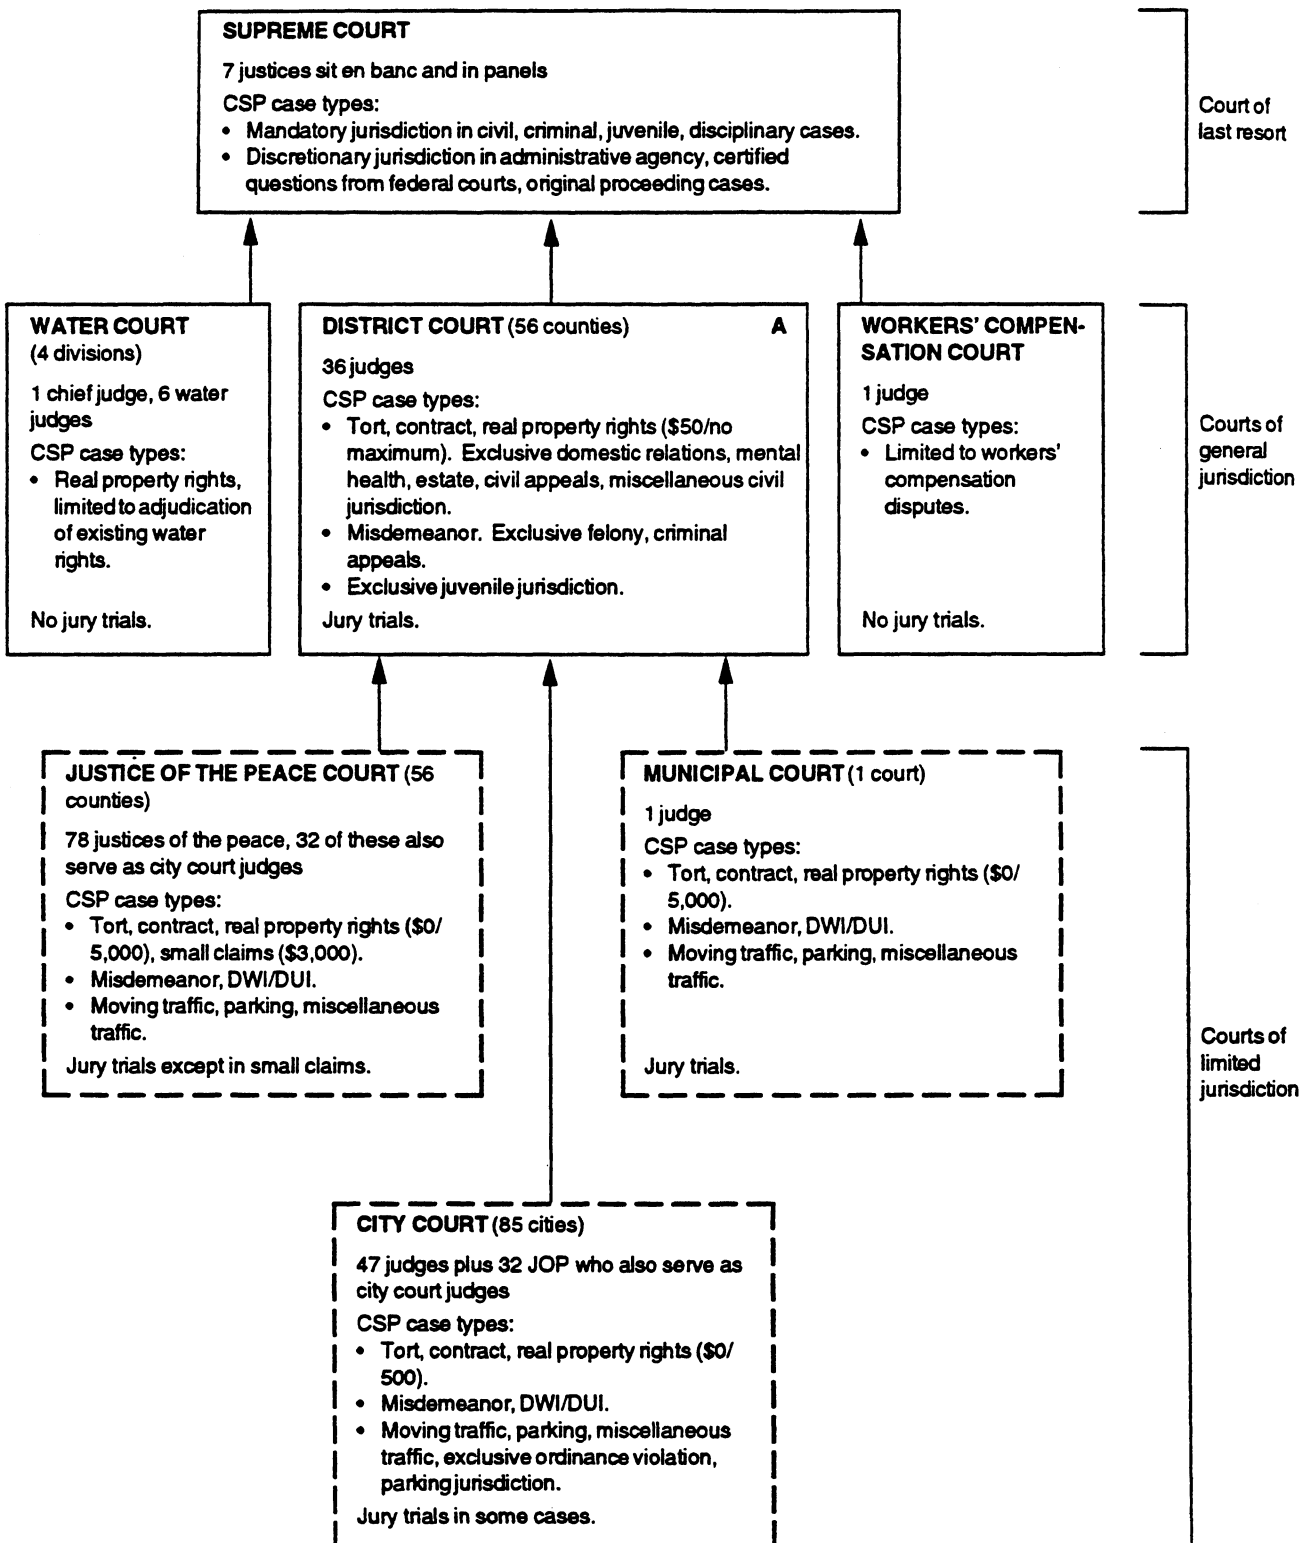 SUPREME COURT
7 justices sit en banc and in panels
CSP case types:
• Mandatory jurisdiction in civil, criminal, juvenile, disciplinary cases.
• Discretionary jurisdiction in administrative agency, certified
questions from federal courts, original proceeding cases.
Court of
last resort
WATER COURT
(4 divisions)
1 chief judge, 6 water
judges
CSP case types:
• Real property rights,
limited to adjudication
of existing water
rights.
No jury trials.
DISTRICT COURT (56 counties) A
36 judges
CSP case types:
• Tort, contract, real property rights ($50/no
maximum). Exclusive domestic relations, mental
health, estate, civil appeals, miscellaneous civil
jurisdiction.
• Misdemeanor. Exclusive felony, criminal
appeals.
• Exclusive juvenile jurisdiction.
Jury trials.
WORKERS' COMPEN-
SATION COURT
1 judge
CSP case types:
• Limited to workers'
compensation
disputes.
No jury trials.
Courts of
general
jurisdiction
JUSTICE OF THE PEACE COURT (56
counties)
78 justices of the peace, 32 of these also
serve as city court judges
CSP case types:
• Tort, contract, real property rights ($0/
5,000), small claims ($3,000).
• Misdemeanor, DWI/DUI.
• Moving traffic, parking, miscellaneous
traffic.
Jury trials except in small claims.
MUNICIPAL COURT (1 court)
1 judge
CSP case types:
• Tort, contract, real property rights ($0/
5,000).
• Misdemeanor, DWI/DUI.
• Moving traffic, parking, miscellaneous
traffic.
Jury trials.
Courts of
limited
jurisdiction
CITY COURT (85 cities)
47 judges plus 32 JOP who also serve as
city court judges
CSP case types:
• Tort, contract, real property rights ($0/
500).
• Misdemeanor, DWI/DUI.
• Moving traffic, parking, miscellaneous
traffic, exclusive ordinance violation,
parking jurisdiction.
Jury trials in some cases.